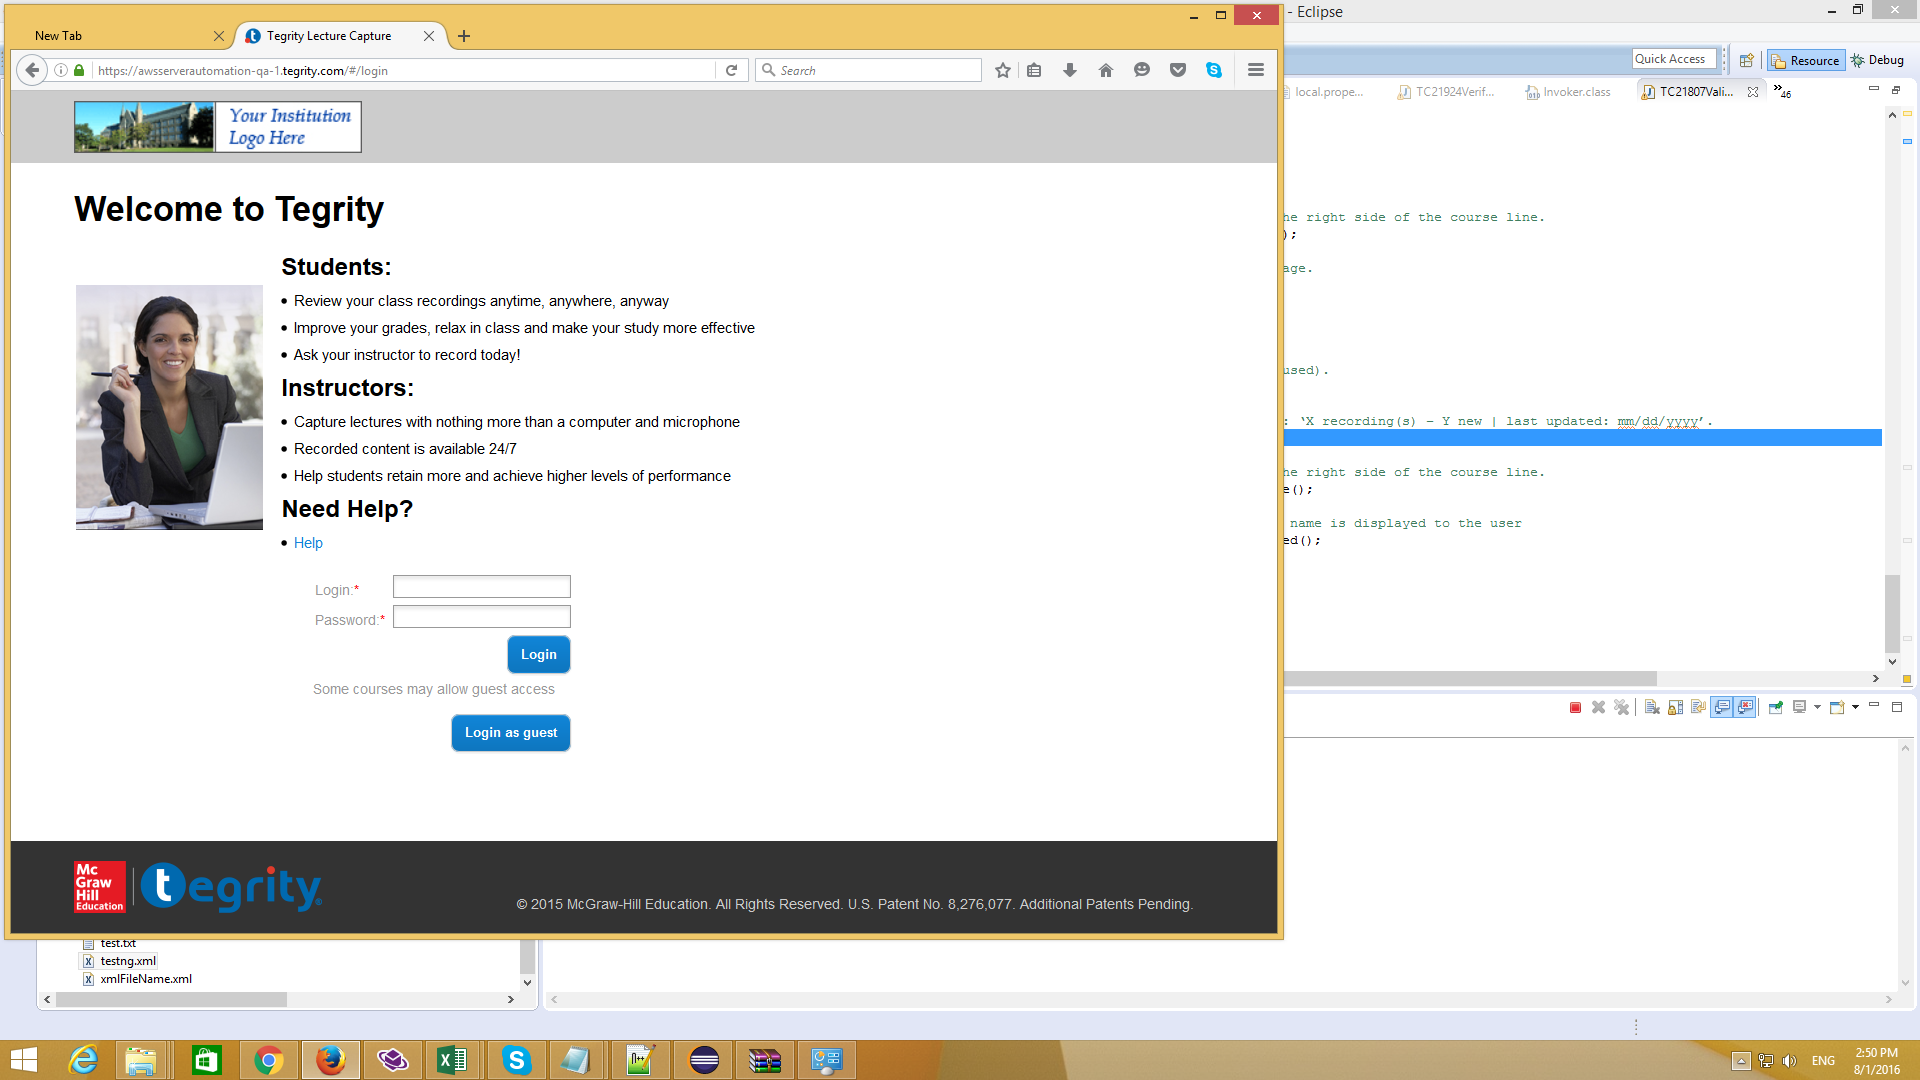 - Eclipse
New Tab
Tegrity Lecture Capture
https://awsserverautomation-qa-1.tegrity.com/#/login
Search
Quick Access
Resource
Debug
local.prope...
TC21924Verif...
Invoker.class
TC21807Vali...
46
Your Institution
Logo Here
Welcome to Tegrity
Students:
Review your class recordings anytime, anywhere, anyway
Improve your grades, relax in class and make your study more effective
Ask your instructor to record today!
Instructors:
Capture lectures with nothing more than a computer and microphone
Recorded content is available 24/7
Help students retain more and achieve higher levels of performance
Need Help?
Help
Login:*
Password:*
Login
Some courses may allow guest access
Login as guest
he right side of the course line.
);
age.
used).
: ‘X recording(s) - Y new | last updated: mm/dd/yyyy’.
he right side of the course line.
e();
name is displayed to the user
ed();
Mc
Graw
Hill
Education
tegrity
© 2015 McGraw-Hill Education. All Rights Reserved. U.S. Patent No. 8,276,077. Additional Patents Pending.
test.txt
testng.xml
xmlFileName.xml
ENG
2:50 PM
8/1/2016